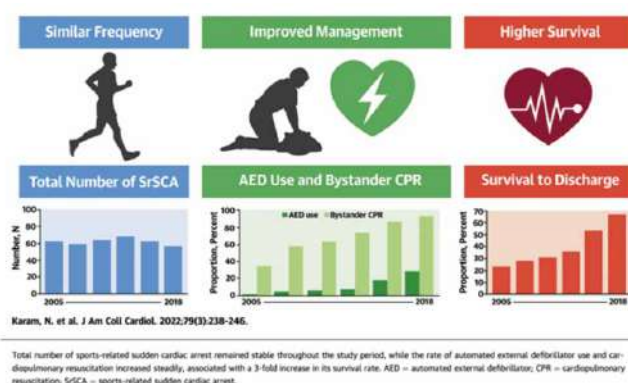 Similar Frequency
Improved Management
Higher Survival
Total Number of SrSCA
AED Use and Bystander CPR
Survival to Discharge
Number, N
100
80
60
40
20
0
2005
2018
Proportion, Percent
100
80
60
40
20
0
AED use
Bystander CPR
2005
2018
Proportion, Percent
70
60
50
40
30
20
10
0
2005
2018
Karam, N. et al. J Am Coll Cardiol. 2022;79(3):238-246.
Total number of sports-related sudden cardiac arrest remained stable throughout the study period, while the rate of automated external defibrillator use and car-
diopulmonary resuscitation increased steadily, associated with a 3-fold increase in its survival rate. AED = automated external defibrillator; CPR = cardiopulmonary
resuscitation; SrSCA = sports-related sudden cardiac arrest.